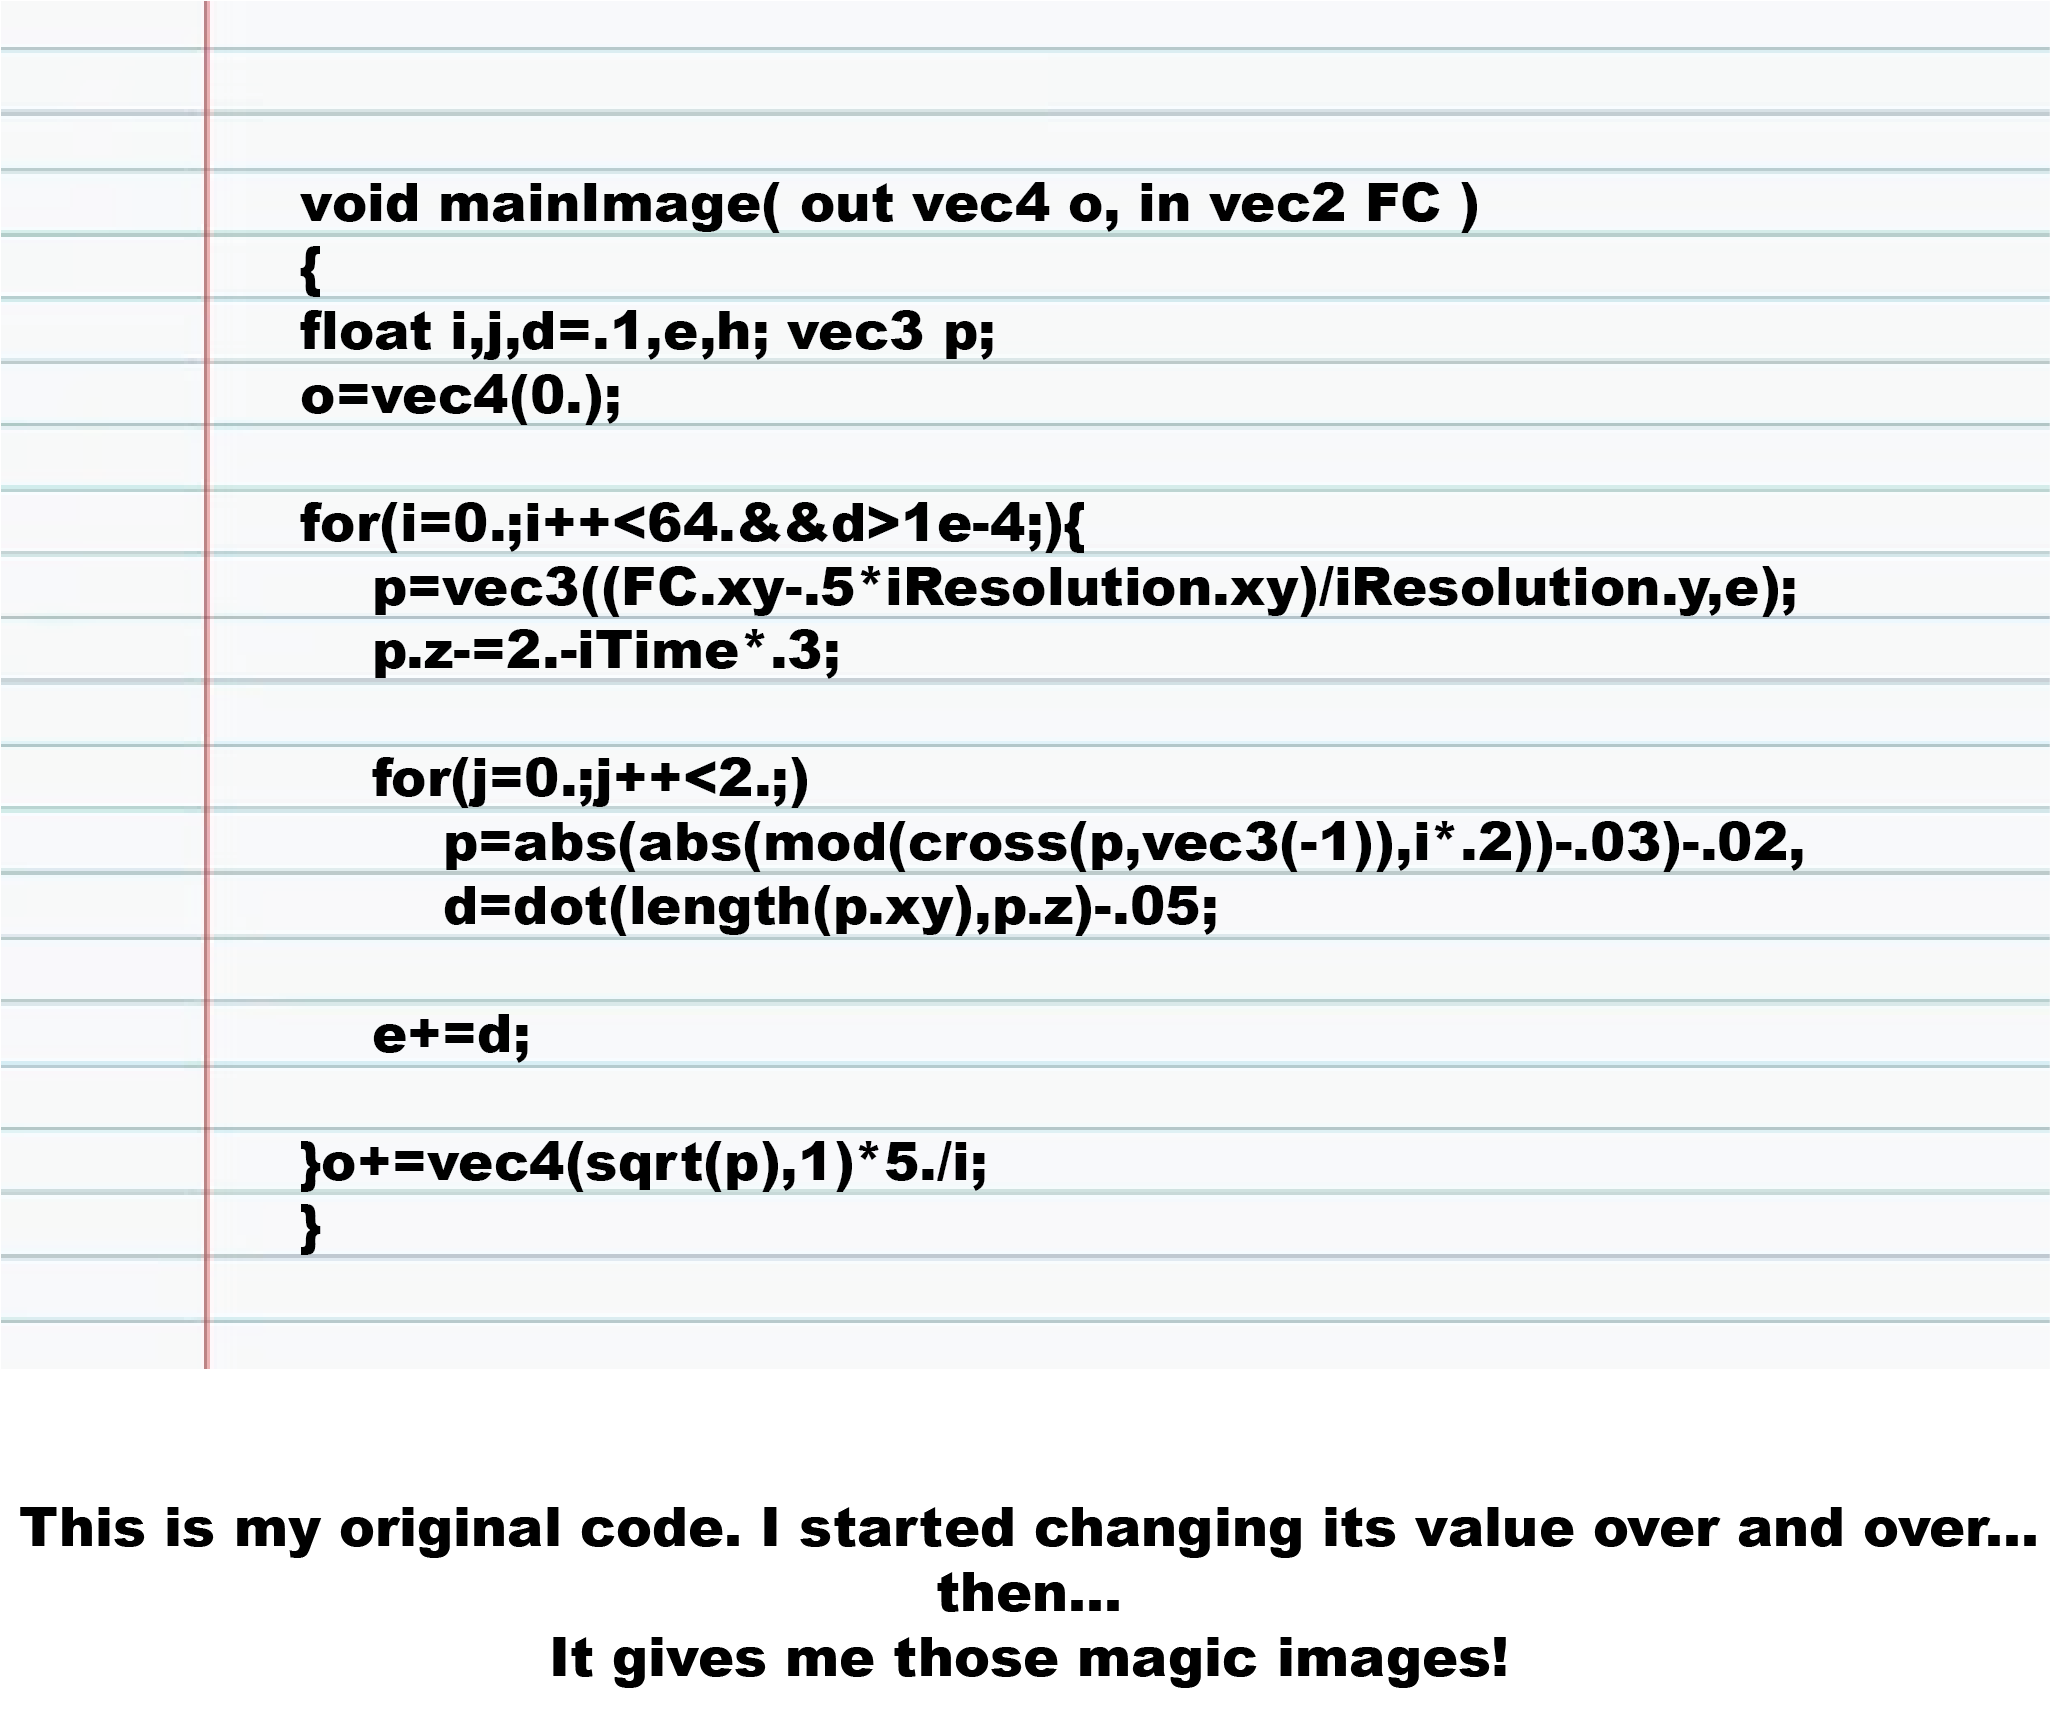 void mainImage( out vec4 o, in vec2 FC )
{
float i,j,d=.1,e,h; vec3 p;
o=vec4(0.);
for(i=0.;i++<64.&&d>1e-4;){
p=vec3((FC.xy-.5*iResolution.xy)/iResolution.y,e);
p.z-=2.-iTime*.3;
for(j=0.;j++<2.;)
p=abs(abs(mod(cross(p,vec3(-1)),i*.2))-.03)-.02,
d=dot(length(p.xy),p.z)-.05;
e+=d;
}o+=vec4(sqrt(p),1)*5./i;
}
This is my original code. I started changing its value over and over...
then...
It gives me those magic images!